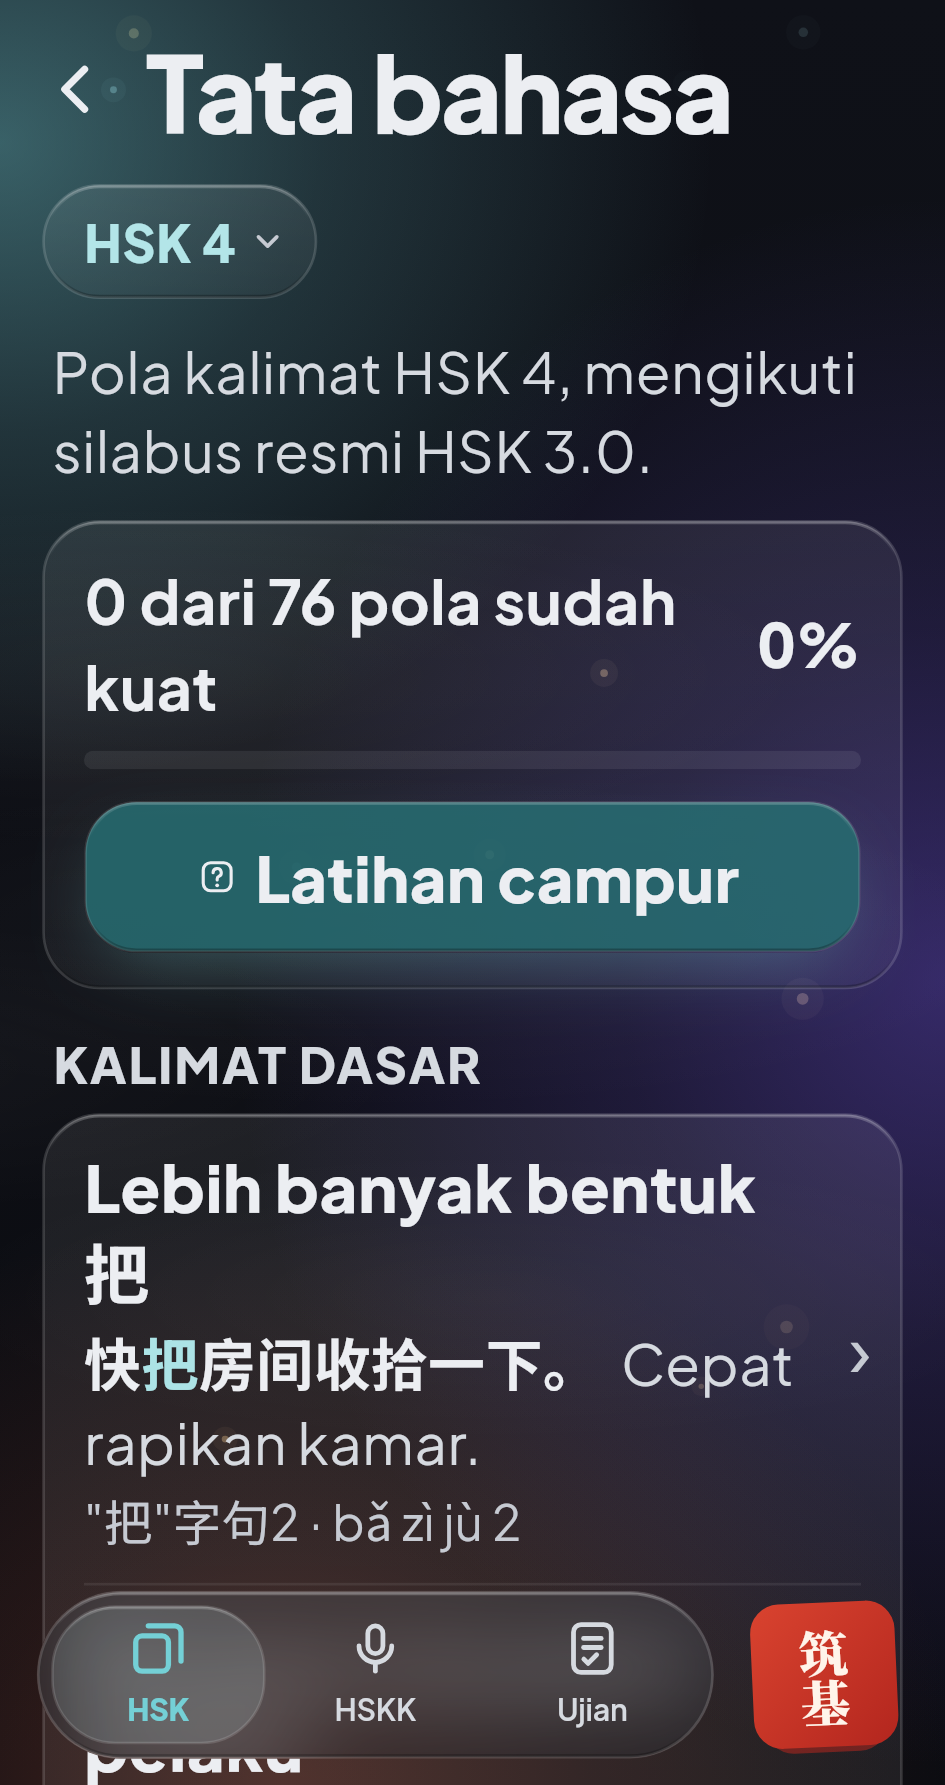 Tata bahasa
HSK 4
Pola kalimat HSK 4, mengikuti
silabus resmi HSK 3.0.
0 dari 76 pola sudah
kuat
0%
Latihan campur
KALIMAT DASAR
Lebih banyak bentuk
把
快把房间收拾一下。 Cepat
rapikan kamar.
"把"字句2 · bǎ zì jù 2
HSK
HSKK
Ujian
筑
基
pelaku